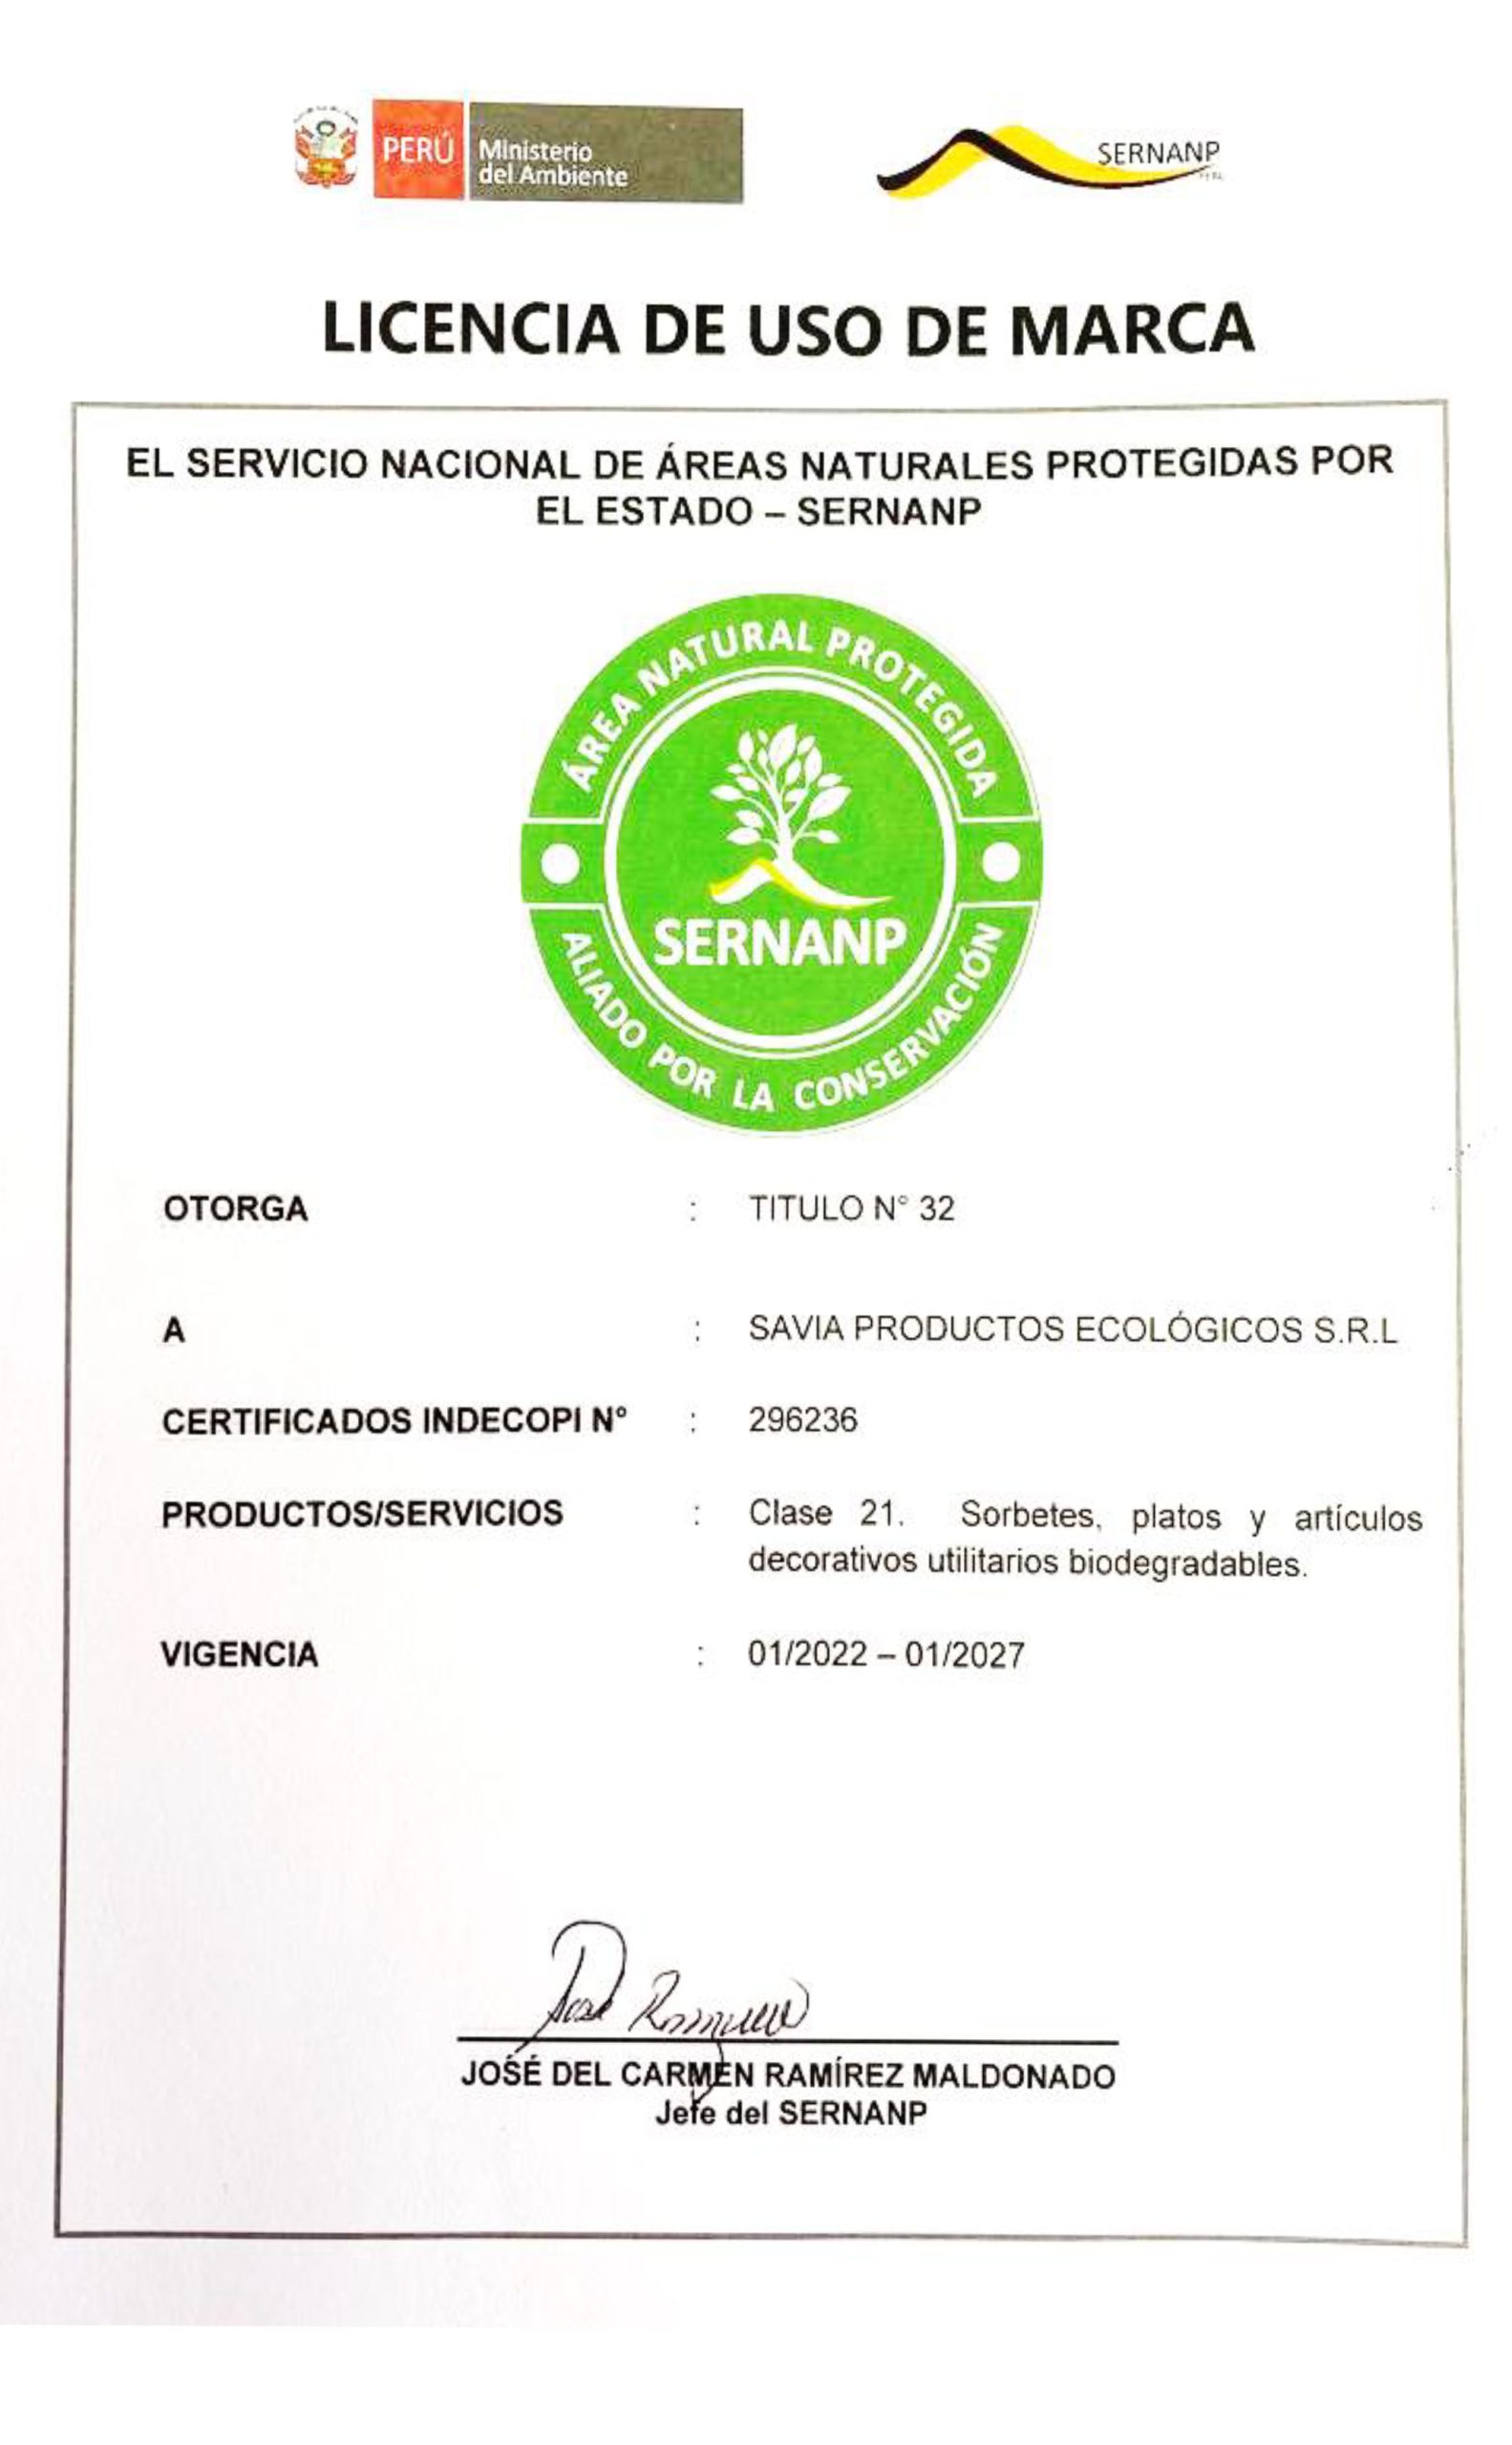 PERÚ
Ministerio
del Ambiente
SERNANP
PERÚ
LICENCIA DE USO DE MARCA
EL SERVICIO NACIONAL DE ÁREAS NATURALES PROTEGIDAS POR
EL ESTADO – SERNANP
ÁREA NATURAL PROTEGIDA
SERNANP
ALIADO POR LA CONSERVACIÓN
OTORGA : TITULO N° 32
A : SAVIA PRODUCTOS ECOLÓGICOS S.R.L
CERTIFICADOS INDECOPI N° : 296236
PRODUCTOS/SERVICIOS : Clase 21. Sorbetes, platos y artículos
decorativos utilitarios biodegradables.
VIGENCIA : 01/2022 – 01/2027
JOSÉ DEL CARMEN RAMÍREZ MALDONADO
Jefe del SERNANP